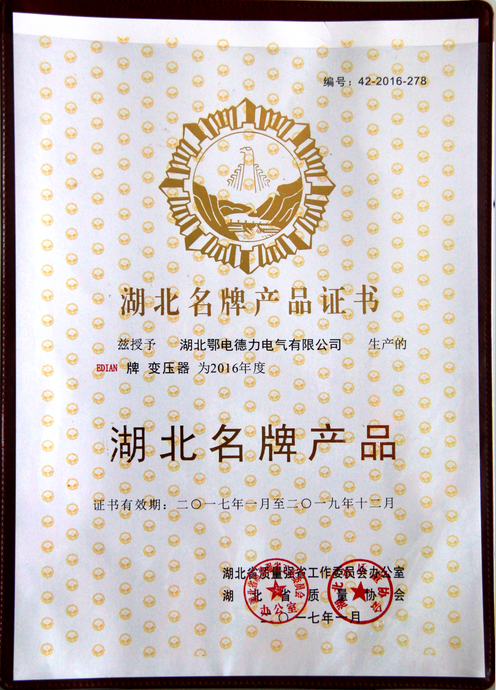 编号：42-2016-278
湖北名牌产品证书
兹授予 湖北鄂电德力电气有限公司 生产的
EDIAN 牌 变压器 为2016年度
湖北名牌产品
证书有效期：二〇一七年一月至二〇一九年十二月
湖北省质量强省工作委员会办公室
湖北省质量协会
二〇一七年一月
办公室